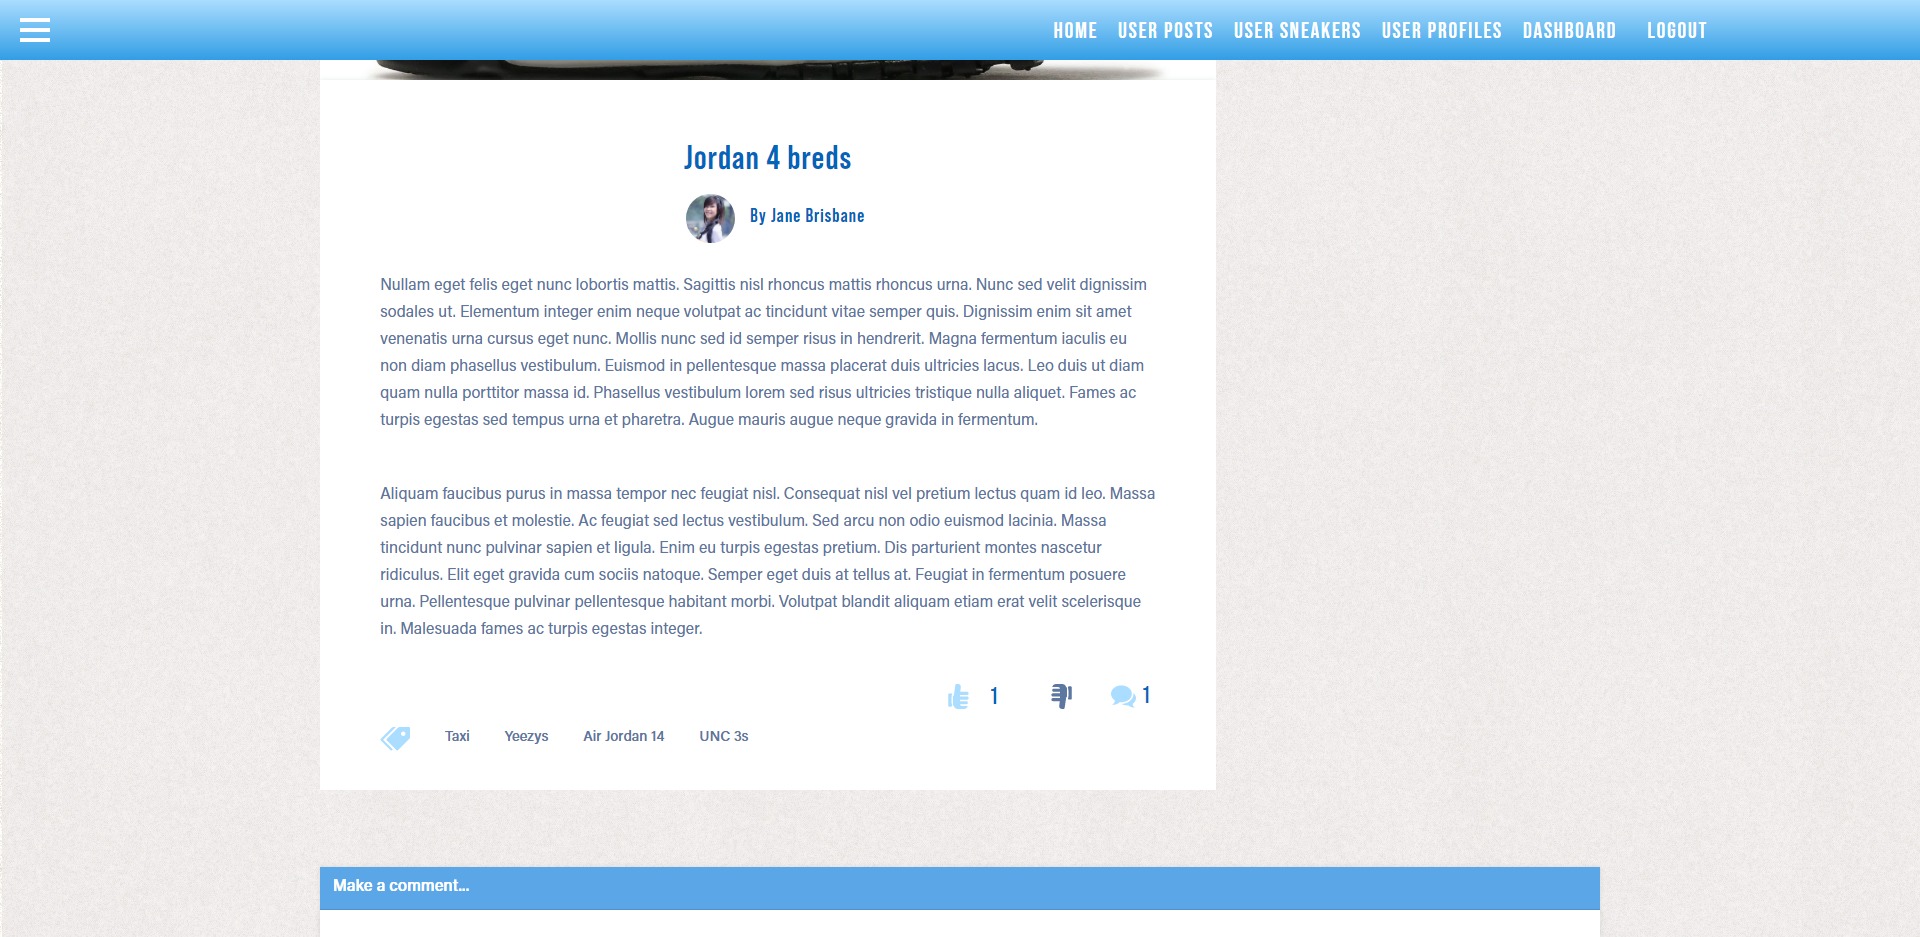 HOME USER POSTS USER SNEAKERS USER PROFILES DASHBOARD LOGOUT
Jordan 4 breds
By Jane Brisbane
Nullam eget felis eget nunc lobortis mattis. Sagittis nisl rhoncus mattis rhoncus urna. Nunc sed velit dignissim
sodales ut. Elementum integer enim neque volutpat ac tincidunt vitae semper quis. Dignissim enim sit amet
venenatis urna cursus eget nunc. Mollis nunc sed id semper risus in hendrerit. Magna fermentum iaculis eu
non diam phasellus vestibulum. Euismod in pellentesque massa placerat duis ultricies lacus. Leo duis ut diam
quam nulla porttitor massa id. Phasellus vestibulum lorem sed risus ultricies tristique nulla aliquet. Fames ac
turpis egestas sed tempus urna et pharetra. Augue mauris augue neque gravida in fermentum.
Aliquam faucibus purus in massa tempor nec feugiat nisl. Consequat nisl vel pretium lectus quam id leo. Massa
sapien faucibus et molestie. Ac feugiat sed lectus vestibulum. Sed arcu non odio euismod lacinia. Massa
tincidunt nunc pulvinar sapien et ligula. Enim eu turpis egestas pretium. Dis parturient montes nascetur
ridiculus. Elit eget gravida cum sociis natoque. Semper eget duis at tellus at. Feugiat in fermentum posuere
urna. Pellentesque pulvinar pellentesque habitant morbi. Volutpat blandit aliquam etiam erat velit scelerisque
in. Malesuada fames ac turpis egestas integer.
1 1
Taxi Yeezys Air Jordan 14 UNC 3s
Make a comment...